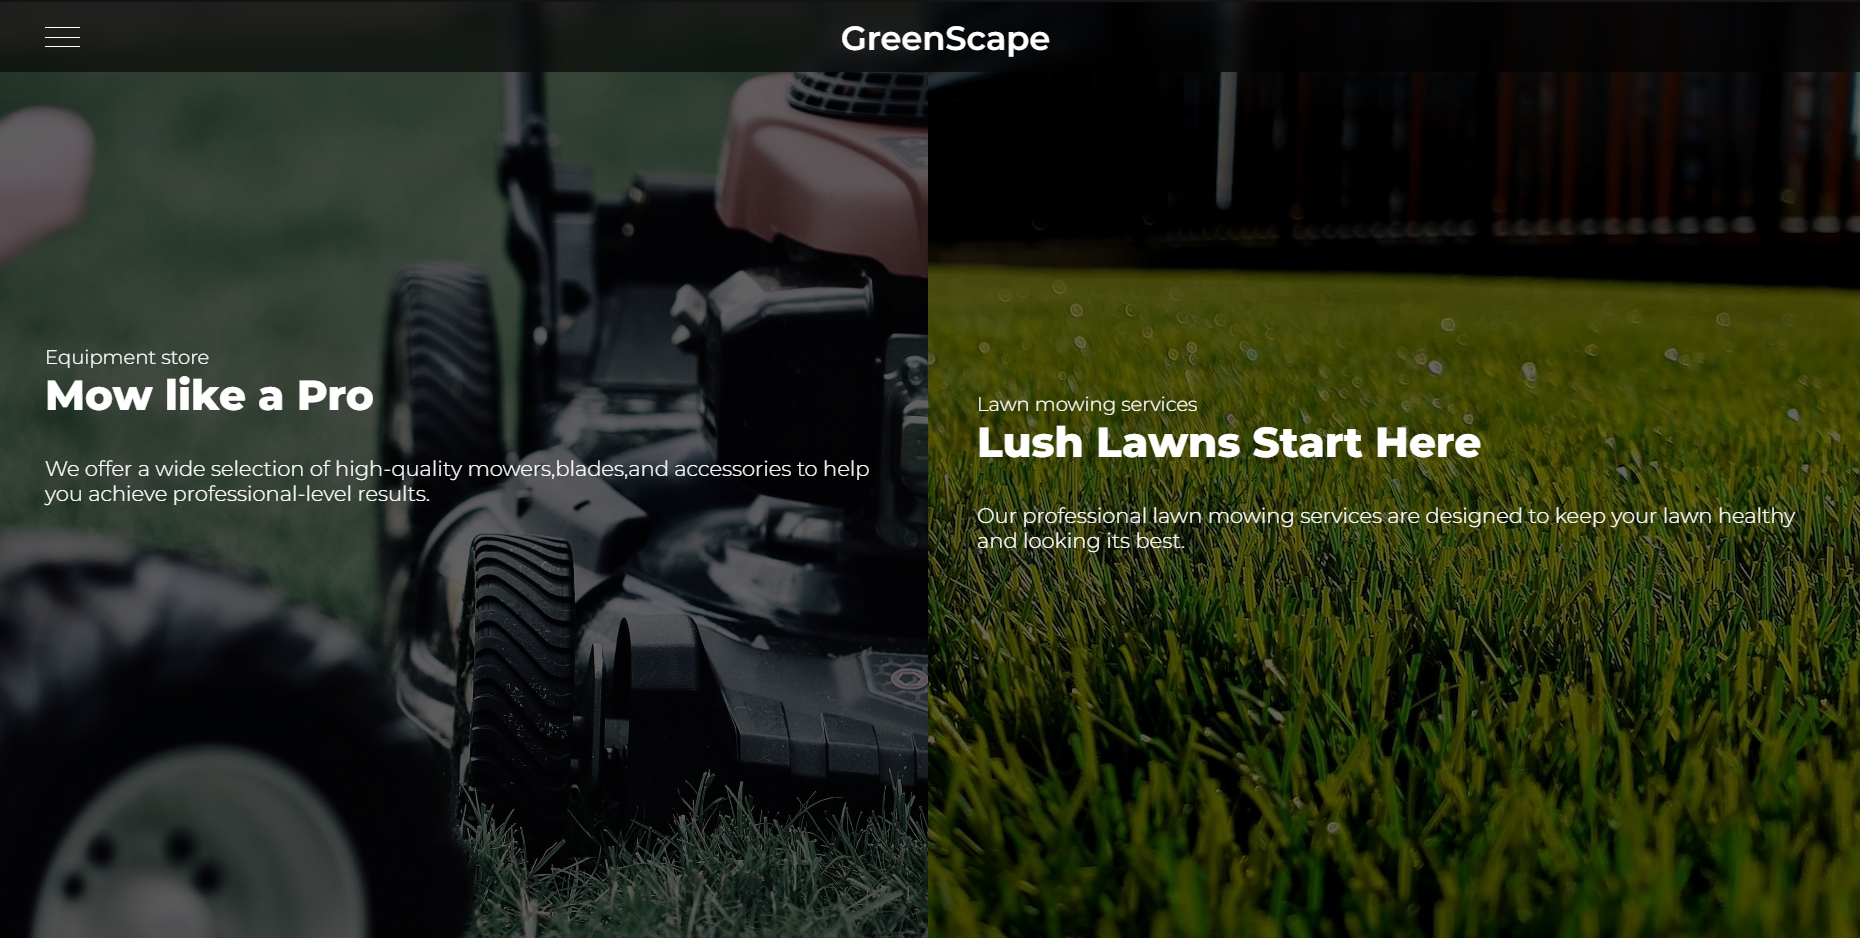 GreenScape
Equipment store
Mow like a Pro
We offer a wide selection of high-quality mowers,blades,and accessories to help
you achieve professional-level results.
Lawn mowing services
Lush Lawns Start Here
Our professional lawn mowing services are designed to keep your lawn healthy
and looking its best.